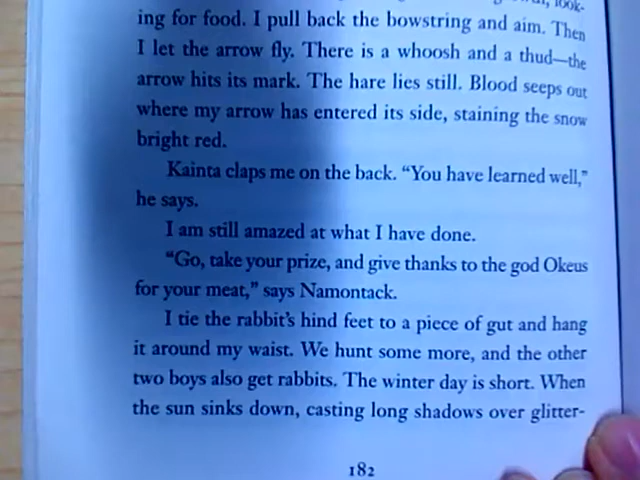 look-
ing for food. I pull back the bowstring and aim. Then
I let the arrow fly. There is a whoosh and a thud—the
arrow hits its mark. The hare lies still. Blood seeps out
where my arrow has entered its side, staining the snow
bright red.
Kainta claps me on the back. “You have learned well,”
he says.
I am still amazed at what I have done.
“Go, take your prize, and give thanks to the god Okeus
for your meat,” says Namontack.
I tie the rabbit’s hind feet to a piece of gut and hang
it around my waist. We hunt some more, and the other
two boys also get rabbits. The winter day is short. When
the sun sinks down, casting long shadows over glitter-
182